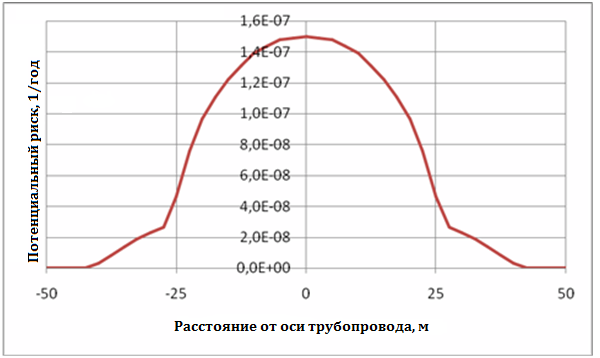 Потенциальный риск, 1/год
1,6E-07
1,4E-07
1,2E-07
1,0E-07
8,0E-08
6,0E-08
4,0E-08
2,0E-08
0,0E+00
-50 -25 0 25 50
Расстояние от оси трубопровода, м